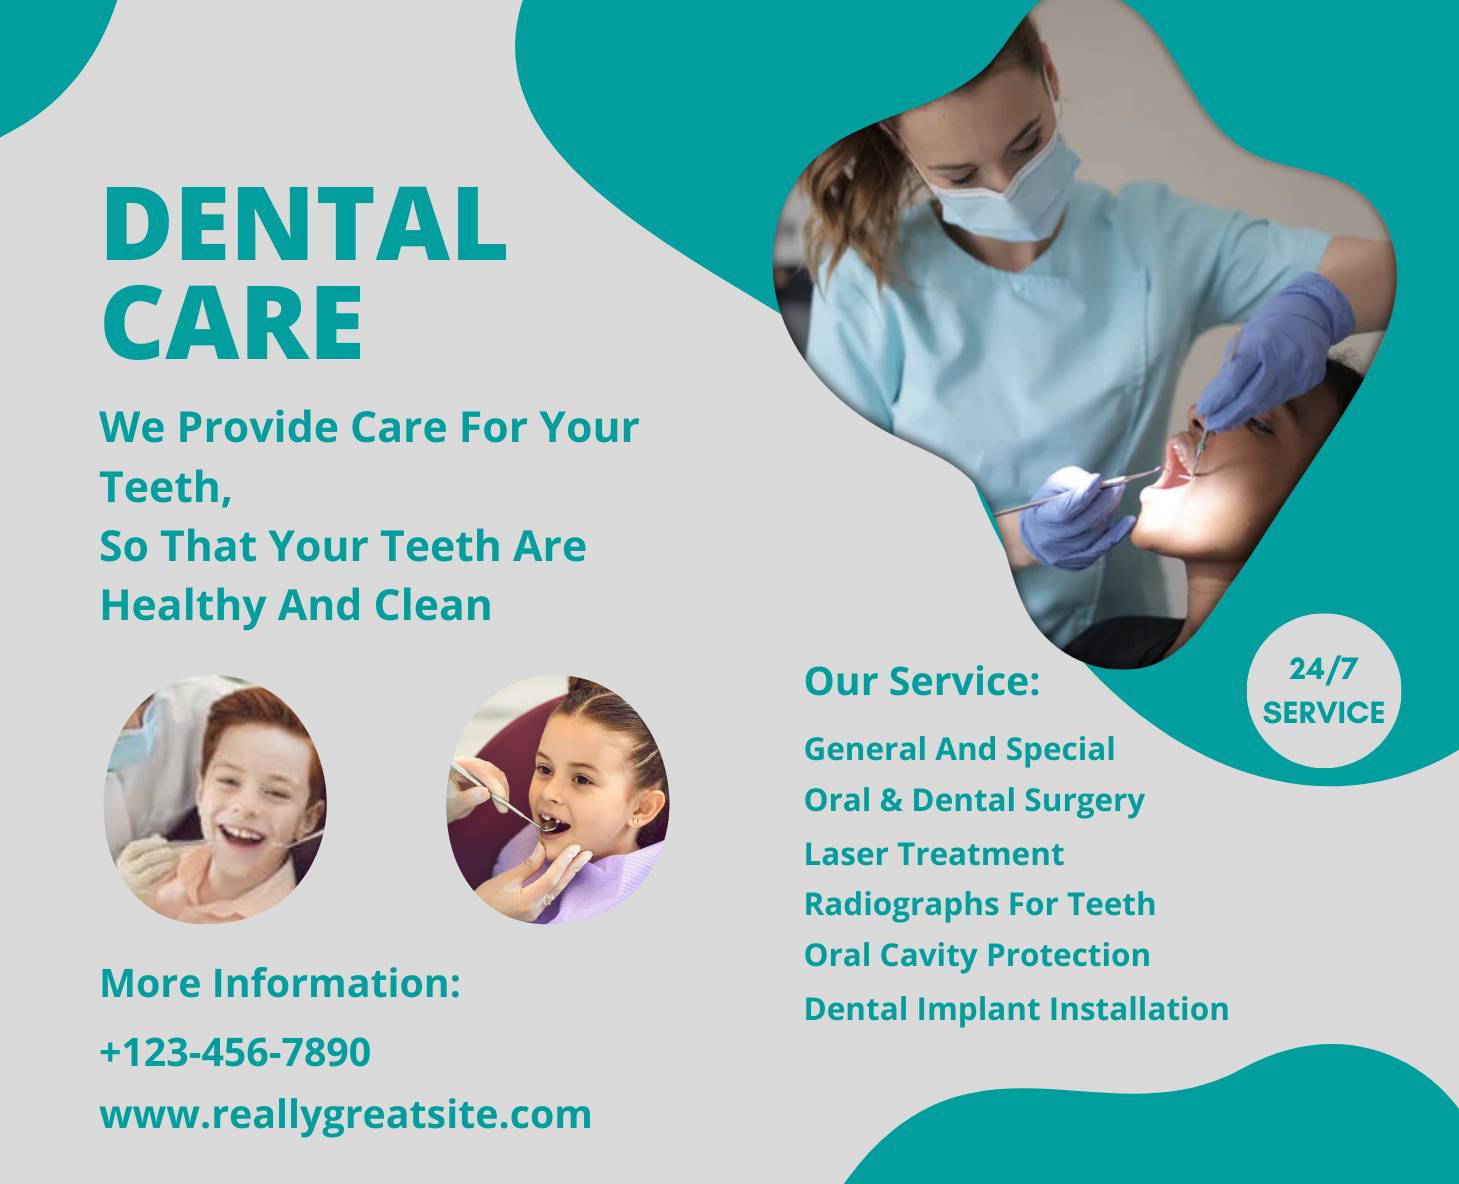 DENTAL
CARE
We Provide Care For Your
Teeth,
So That Your Teeth Are
Healthy And Clean
More Information:
+123-456-7890
www.reallygreatsite.com
Our Service:
General And Special
Oral & Dental Surgery
Laser Treatment
Radiographs For Teeth
Oral Cavity Protection
Dental Implant Installation
24/7
SERVICE